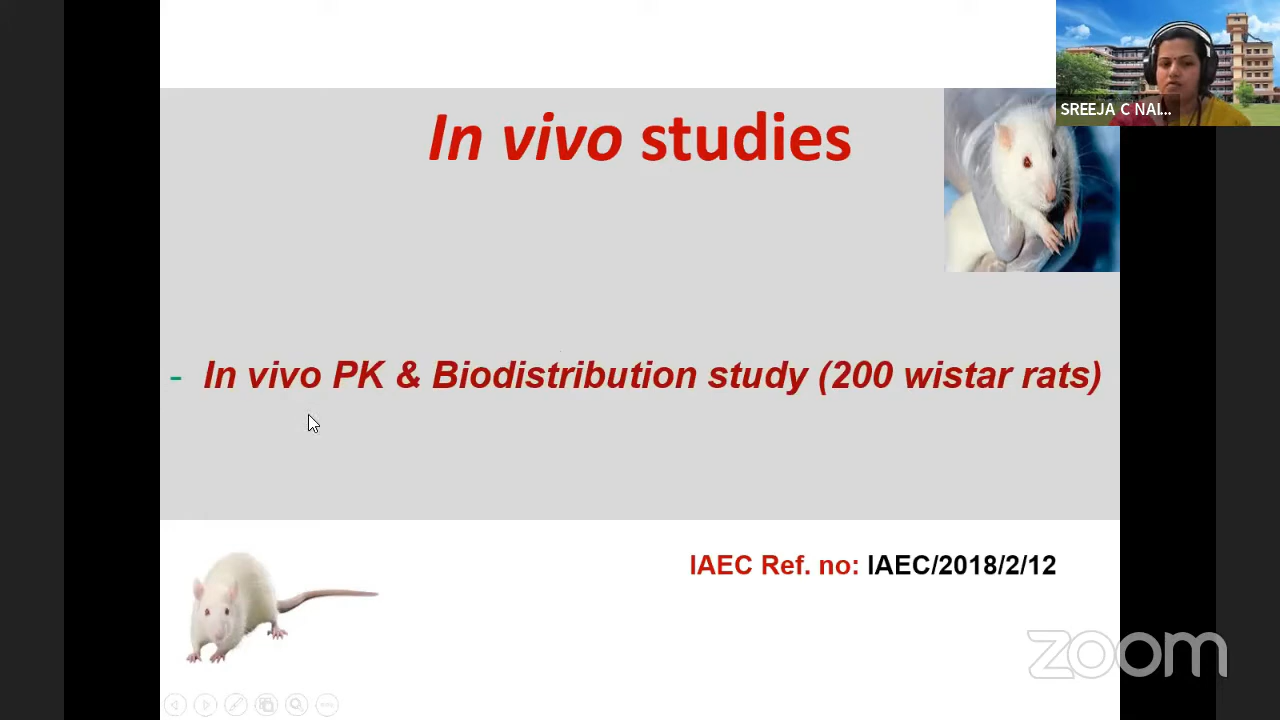 SREEJA C NAI...
In vivo studies
- In vivo PK & Biodistribution study (200 wistar rats)
IAEC Ref. no: IAEC/2018/2/12
zoom